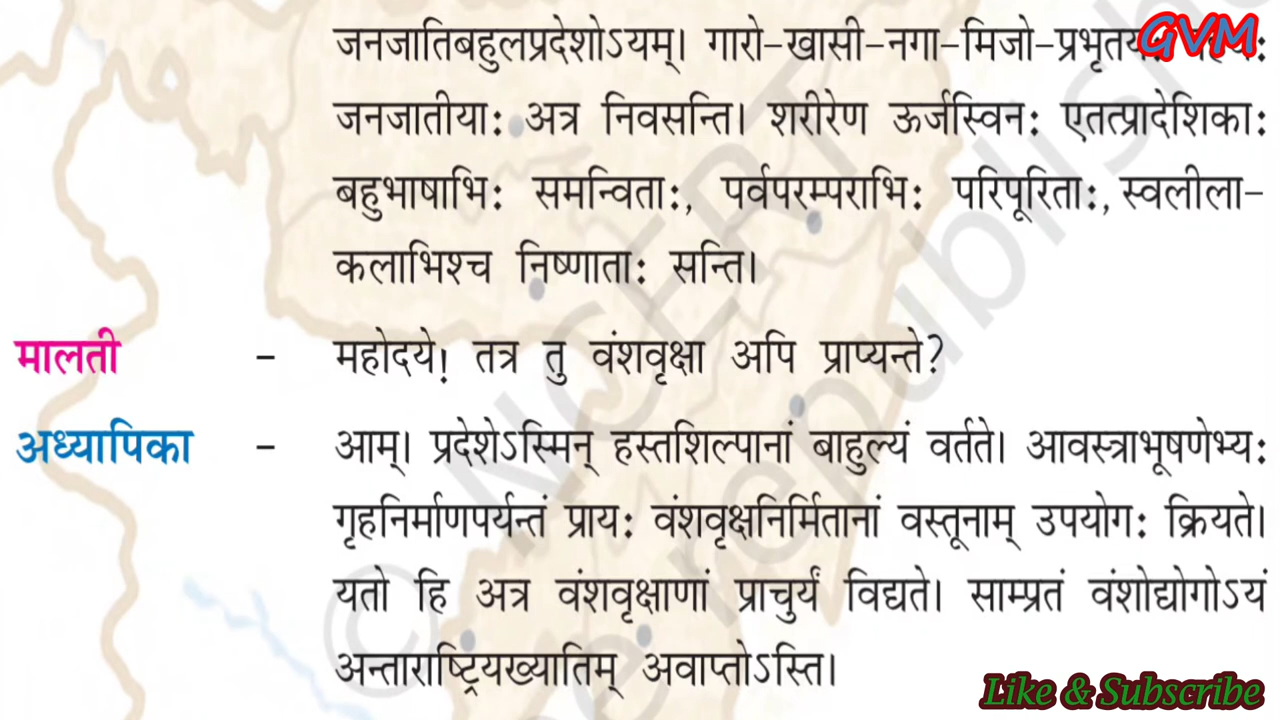 जनजातिबहुलप्रदेशोऽयम्। गारो-खासी-नगा-मिजो-प्रभृतयः GVM
जनजातीयाः अत्र निवसन्ति। शरीरेण ऊर्जस्विनः एतत्प्रादेशिकाः
बहुभाषाभिः समन्विताः, पर्वपरम्पराभिः परिपूरिताः, स्वलीला-
कलाभिश्च निष्णाताः सन्ति।
मालती - महोदये! तत्र तु वंशवृक्षा अपि प्राप्यन्ते?
अध्यापिका - आम्। प्रदेशेऽस्मिन् हस्तशिल्पानां बाहुल्यं वर्तते। आवस्त्राभूषणेभ्यः
गृहनिर्माणपर्यन्तं प्रायः वंशवृक्षनिर्मितानां वस्तूनाम् उपयोगः क्रियते।
यतो हि अत्र वंशवृक्षाणां प्राचुर्यं विद्यते। साम्प्रतं वंशोद्योगोऽयं
अन्ताराष्ट्रियख्यातिम् अवाप्तोऽस्ति।
Like & Subscribe